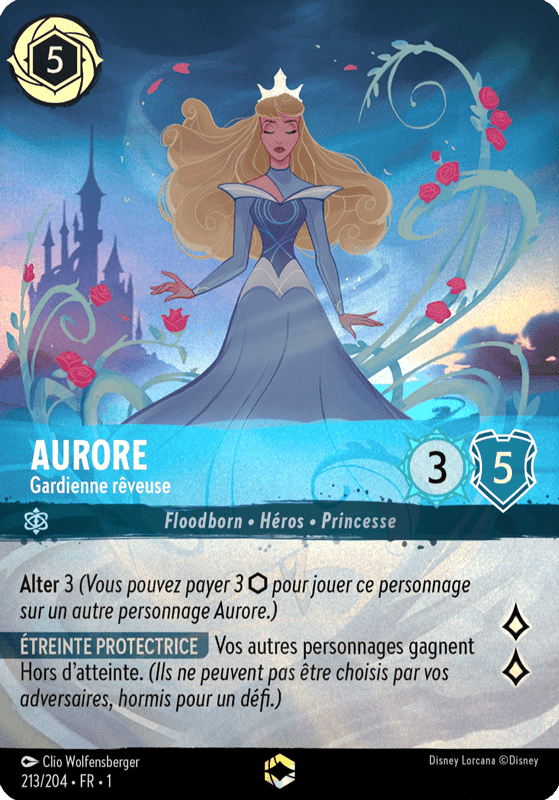 5
AURORE
Gardienne rêveuse
3 5
Floodborn • Héros • Princesse
Alter 3 (Vous pouvez payer 3 pour jouer ce personnage
sur un autre personnage Aurore.)
ÉTREINTE PROTECTRICE Vos autres personnages gagnent
Hors d'atteinte. (Ils ne peuvent pas être choisis par vos
adversaires, hormis pour un défi.)
Clio Wolfensberger
213/204 • FR • 1
Disney Lorcana ©Disney